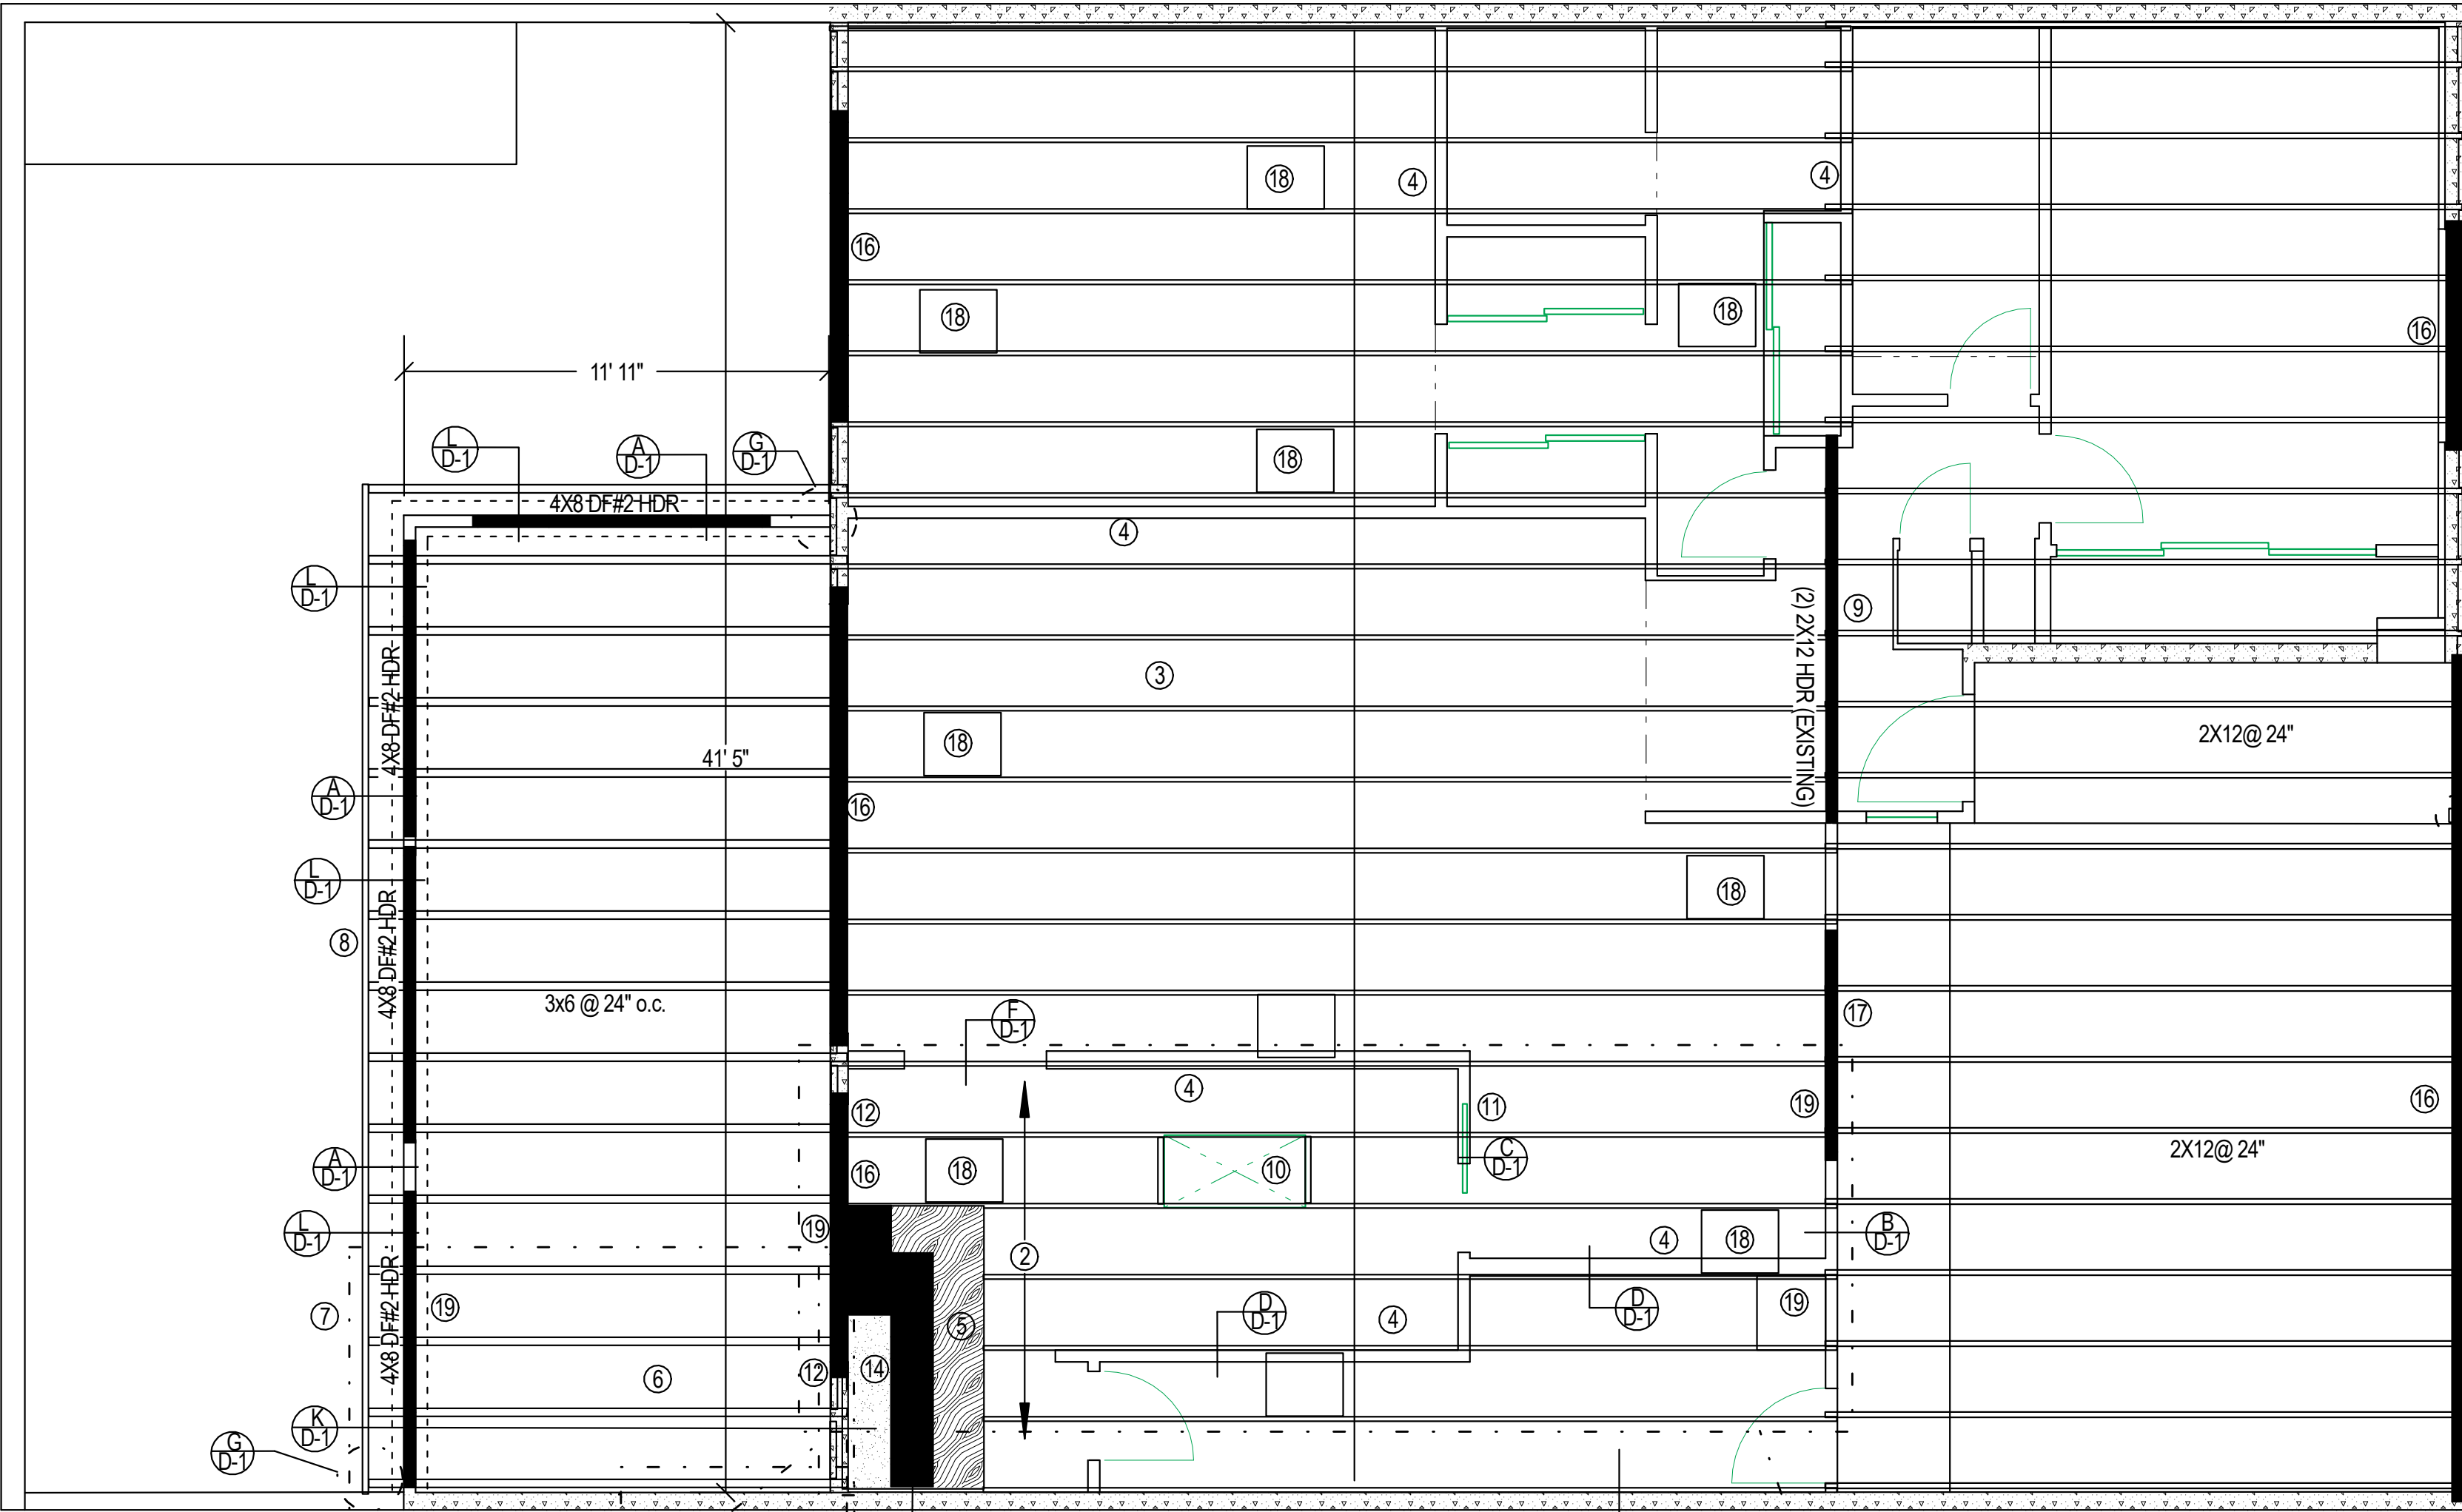 18
4
4
16
18
18
16
11' 11"
L
D-1
A
D-1
G
D-1
18
4X8 DF#2 HDR
4
L
D-1
9
(2) 2X12 HDR (EXISTING)
3
4X8 DF#2 HDR
18
2X12@ 24"
41' 5"
A
D-1
16
L
D-1
18
8
4X8 DF#2 HDR
3x6 @ 24" o.c.
F
D-1
17
4
12
11
19
16
A
D-1
16
18
10
C
D-1
2X12@ 24"
L
D-1
19
2
4
18
B
D-1
7
4X8 DF#2 HDR
19
5
D
D-1
4
D
D-1
19
6
12
14
K
D-1
G
D-1